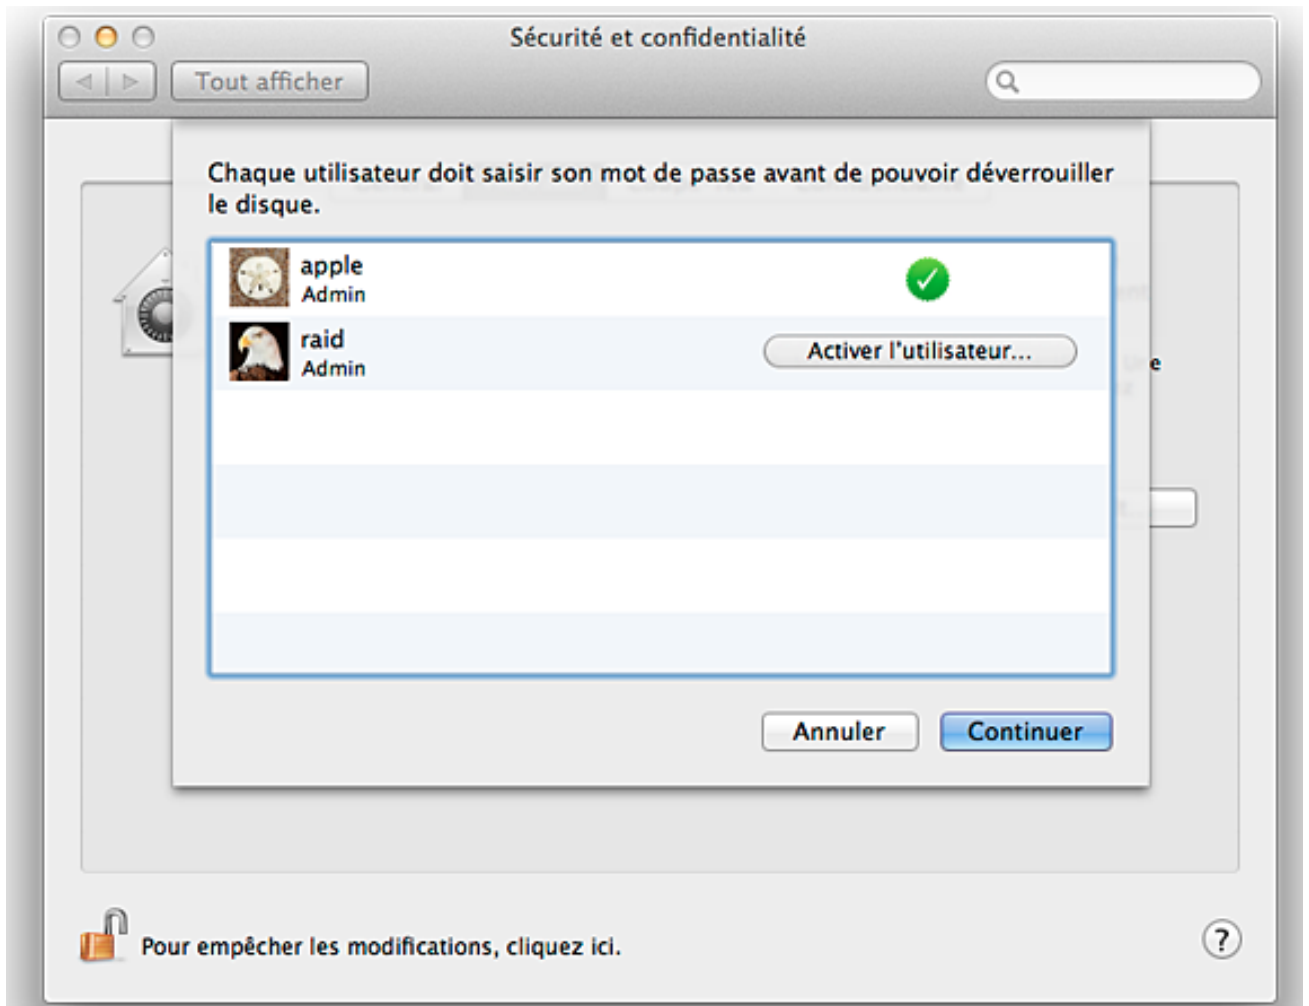 Sécurité et confidentialité
Tout afficher
Chaque utilisateur doit saisir son mot de passe avant de pouvoir déverrouiller
le disque.
apple
Admin
raid
Admin
Activer l'utilisateur...
Annuler
Continuer
Pour empêcher les modifications, cliquez ici.
?